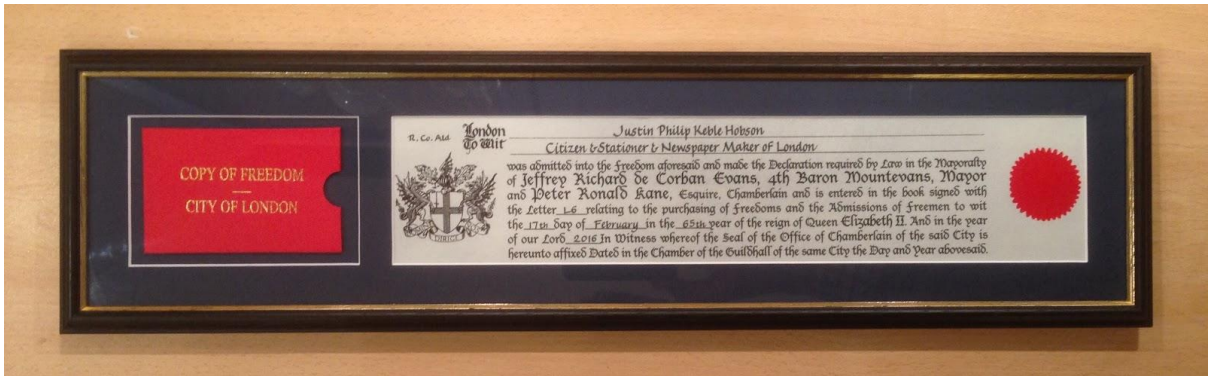 COPY OF FREEDOM
CITY OF LONDON
R. Co. Ald
London
To Wit
Justin Philip Keble Hobson
Citizen & Stationer & Newspaper Maker of London
was admitted into the Freedom aforesaid and made the Declaration required by Law in the Mayoralty
of Jeffrey Richard de Corban Evans, 4th Baron Mountevans, Mayor
and Peter Ronald Kane, Esquire, Chamberlain and is entered in the book signed with
the Letter L6 relating to the purchasing of Freedoms and the Admissions of Freemen to wit
the 17th day of February in the 65th year of the reign of Queen Elizabeth II. And in the year
of our Lord 2016 In Witness whereof the Seal of the Office of Chamberlain of the said City is
hereunto affixed Dated in the Chamber of the Guildhall of the same City the Day and Year abovesaid.